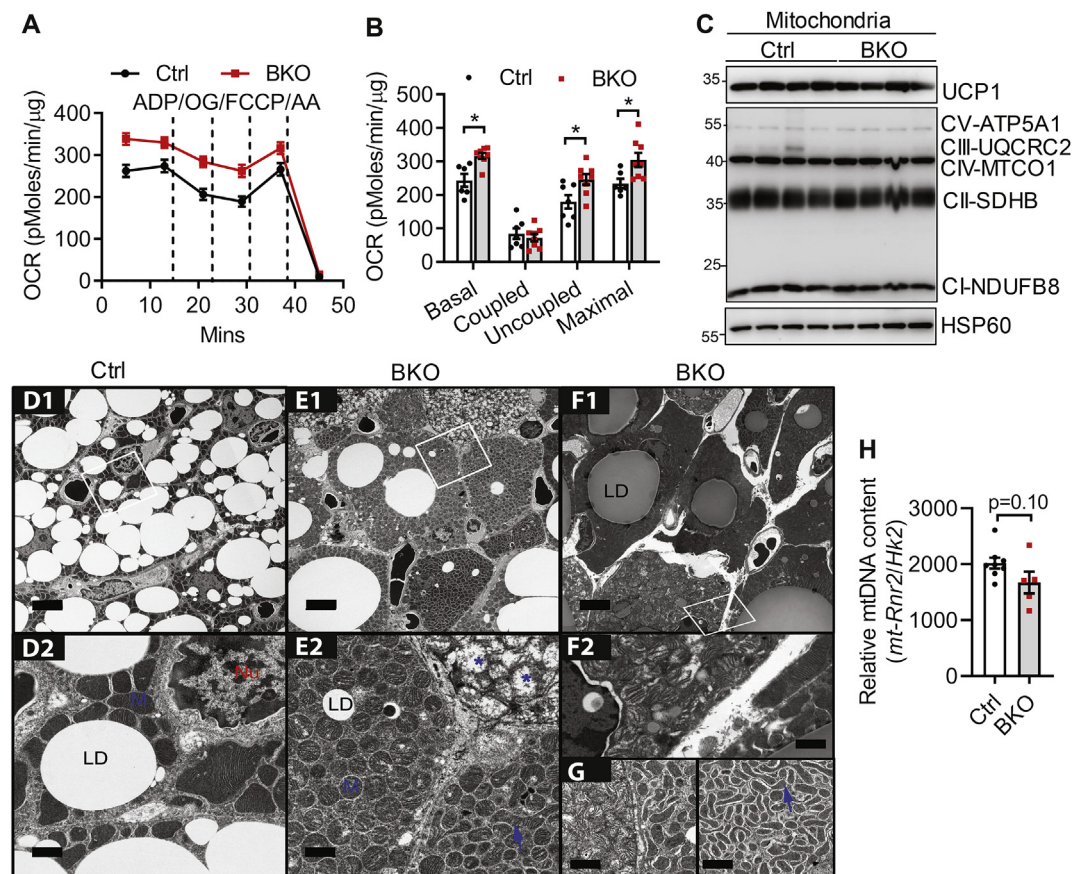 A
Ctrl
BKO
ADP/OG/FCCP/AA
OCR (pMoles/min/µg)
400
300
200
100
0
0
10
20
30
40
50
Mins
B
Ctrl
BKO
OCR (pMoles/min/µg)
500
400
300
200
100
0
*
*
*
Basal
Coupled
Uncoupled
Maximal
C
Mitochondria
Ctrl
BKO
35
UCP1
55
CV-ATP5A1
CIII-UQCRC2
40
CIV-MTCO1
35
CII-SDHB
25
CI-NDUFB8
55
HSP60
Ctrl
BKO
BKO
D1
E1
F1
LD
D2
Nu
M
LD
E2
*
*
LD
M
F2
G
H
Relative mtDNA content
(mt-Rnr2/Hk2)
3000
2000
1000
0
p=0.10
Ctrl
BKO